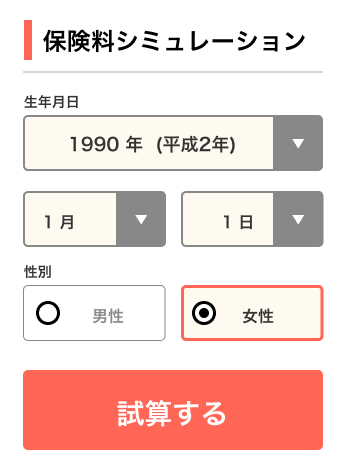 保険料シミュレーション
生年月日
1990 年 (平成2年)
1 月
1 日
性別
男性
女性
試算する